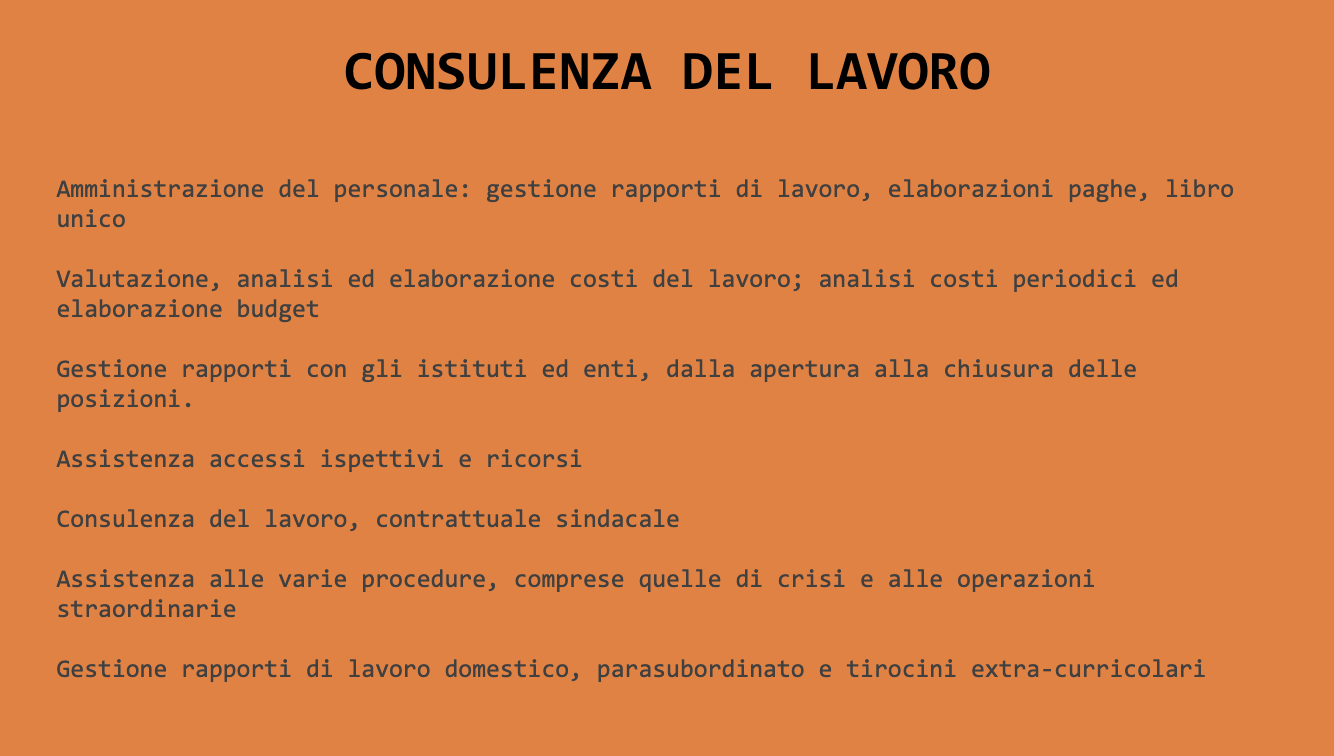 CONSULENZA DEL LAVORO
Amministrazione del personale: gestione rapporti di lavoro, elaborazioni paghe, libro
unico
Valutazione, analisi ed elaborazione costi del lavoro; analisi costi periodici ed
elaborazione budget
Gestione rapporti con gli istituti ed enti, dalla apertura alla chiusura delle
posizioni.
Assistenza accessi ispettivi e ricorsi
Consulenza del lavoro, contrattuale sindacale
Assistenza alle varie procedure, comprese quelle di crisi e alle operazioni
straordinarie
Gestione rapporti di lavoro domestico, parasubordinato e tirocini extra-curricolari